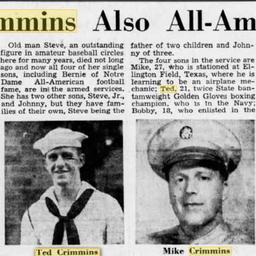 mmins Also All-Am
Old man Steve, an outstanding
figure in amateur baseball circles
here for many years, died not long
ago and now all four of her single
sons, including Bernie of Notre
Dame All-American football
fame, are in the armed services.
She has two other sons, Steve, Jr.,
and Johnny, but they have fam-
ilies of their own, Steve being the
father of two children and John-
ny of three.
The four sons in the service are
Mike, 27, who is stationed at El-
lington Field, Texas, where he is
learning to be an airplane me-
chanic; Ted, 21, twice State ban-
tamweight Golden Gloves boxing
champion, who is in the Navy;
Bobby, 18, who enlisted in the
Ted Crimmins
Mike Crimmins